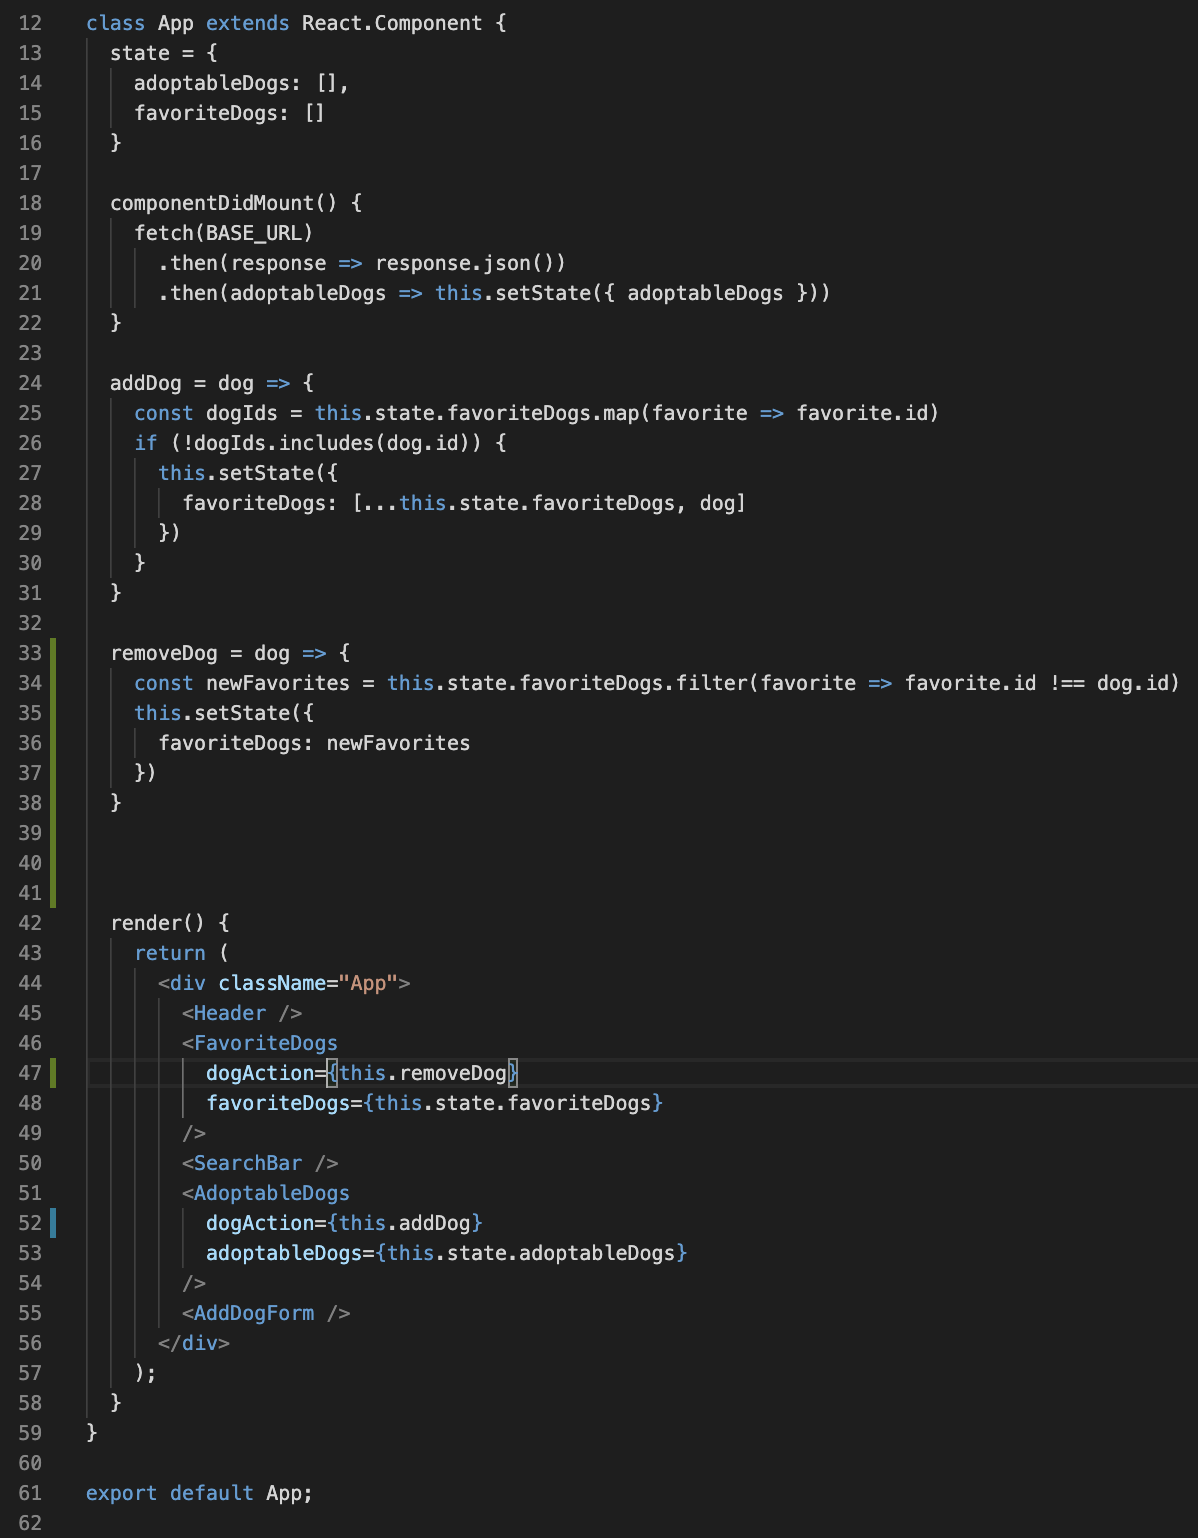 12 class App extends React.Component {
13   state = {
14     adoptableDogs: [],
15     favoriteDogs: []
16   }
17
18   componentDidMount() {
19     fetch(BASE_URL)
20       .then(response => response.json())
21       .then(adoptableDogs => this.setState({ adoptableDogs }))
22   }
23
24   addDog = dog => {
25     const dogIds = this.state.favoriteDogs.map(favorite => favorite.id)
26     if (!dogIds.includes(dog.id)) {
27       this.setState({
28         favoriteDogs: [...this.state.favoriteDogs, dog]
29       })
30     }
31   }
32
33   removeDog = dog => {
34     const newFavorites = this.state.favoriteDogs.filter(favorite => favorite.id !== dog.id)
35     this.setState({
36       favoriteDogs: newFavorites
37     })
38   }
39
40
41
42   render() {
43     return (
44       <div className="App">
45         <Header />
46         <FavoriteDogs
47           dogAction={this.removeDog}
48           favoriteDogs={this.state.favoriteDogs}
49         />
50         <SearchBar />
51         <AdoptableDogs
52           dogAction={this.addDog}
53           adoptableDogs={this.state.adoptableDogs}
54         />
55         <AddDogForm />
56       </div>
57     );
58   }
59 }
60
61 export default App;
62